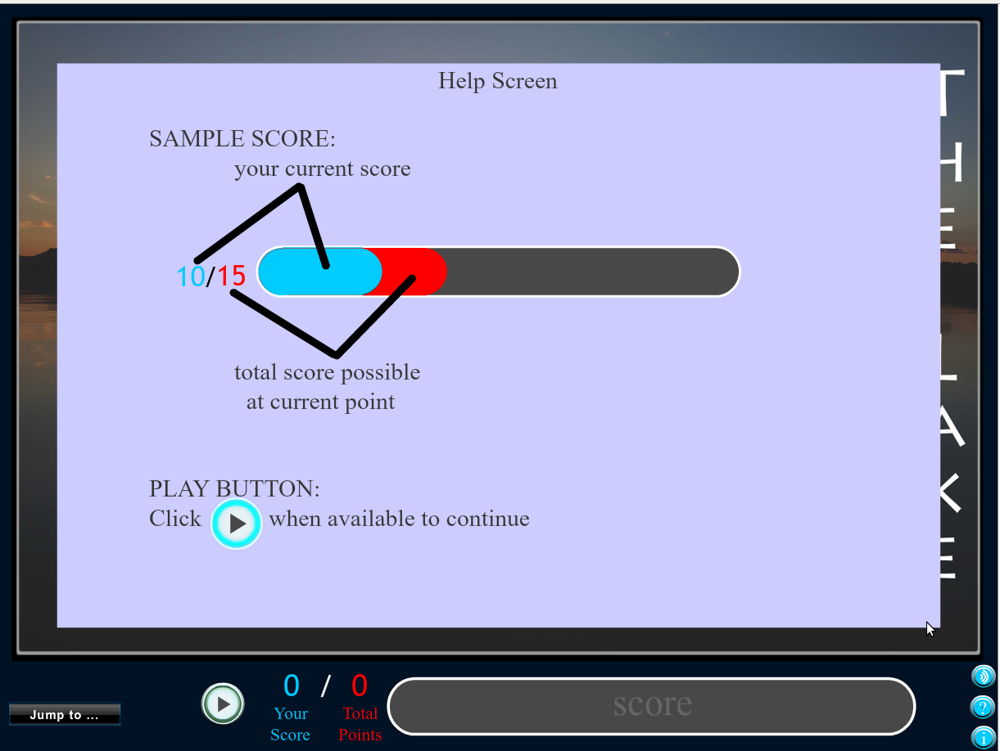 Help Screen
SAMPLE SCORE:
your current score
10/15
total score possible
at current point
PLAY BUTTON:
Click when available to continue
T
H
E
L
A
K
E
Jump to ...
0 / 0
Your Total
Score Points
score
?
i